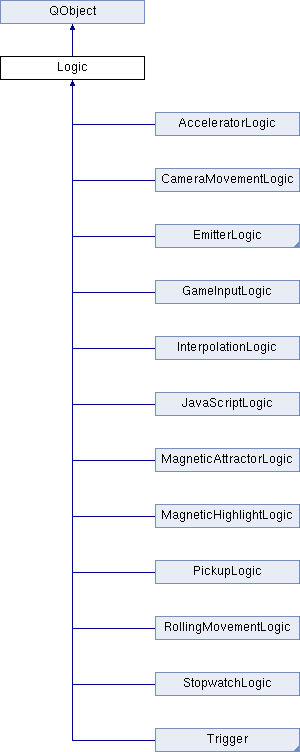 QObject
Logic
AcceleratorLogic
CameraMovementLogic
EmitterLogic
GameInputLogic
InterpolationLogic
JavaScriptLogic
MagneticAttractorLogic
MagneticHighlightLogic
PickupLogic
RollingMovementLogic
StopwatchLogic
Trigger